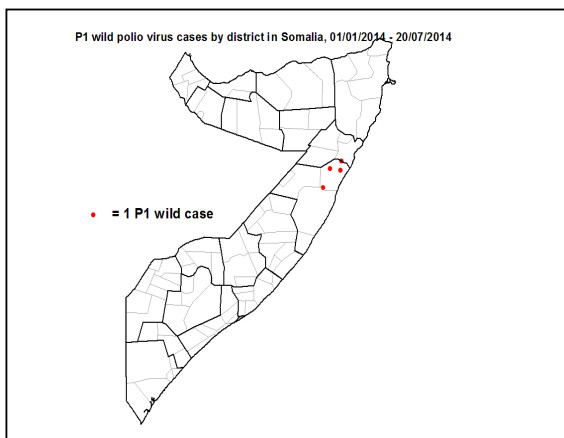 P1 wild polio virus cases by district in Somalia, 01/01/2014 - 20/07/2014
= 1 P1 wild case